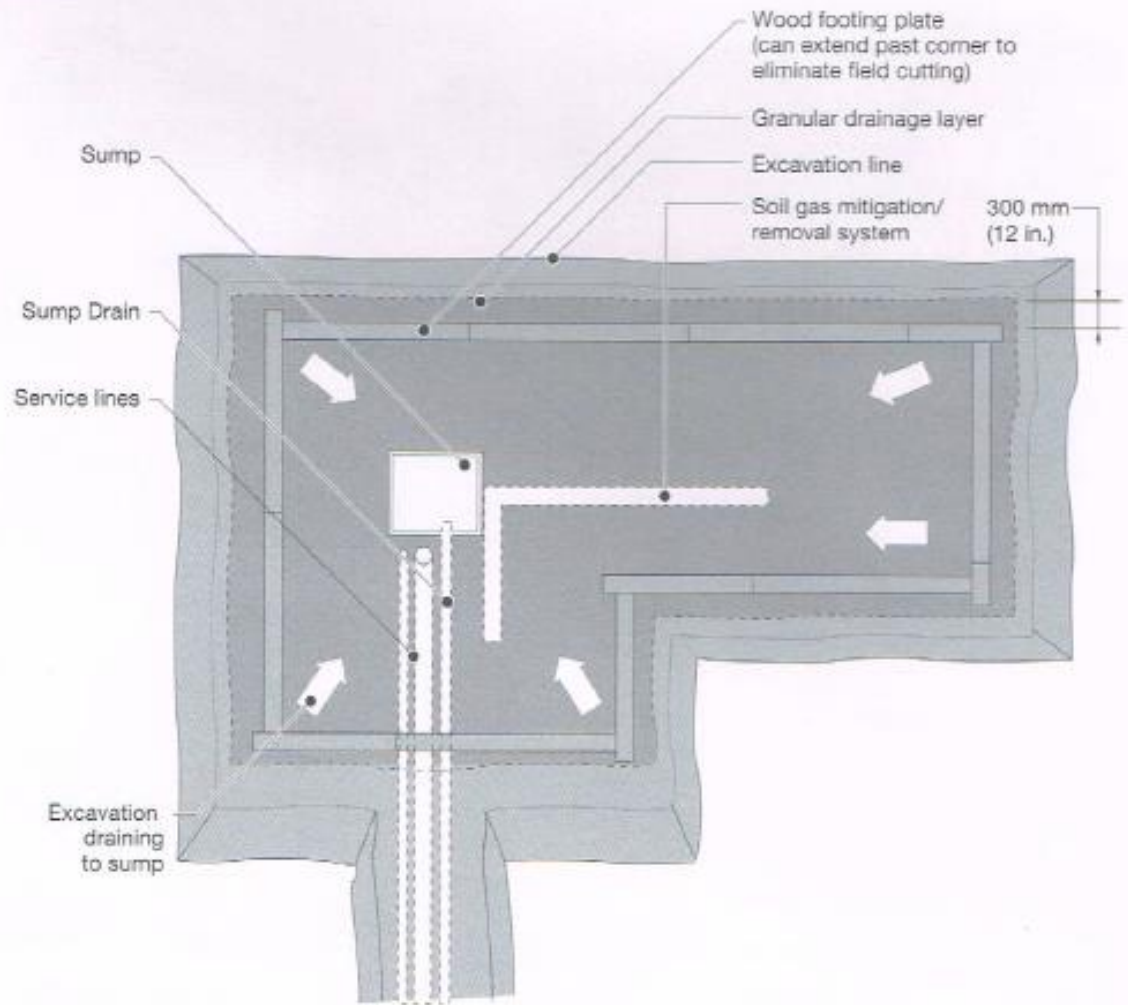 Wood footing plate
(can extend past corner to
eliminate field cutting)
Granular drainage layer
Sump
Excavation line
Soil gas mitigation/
removal system
300 mm
(12 in.)
Sump Drain
Service lines
Excavation
draining
to sump